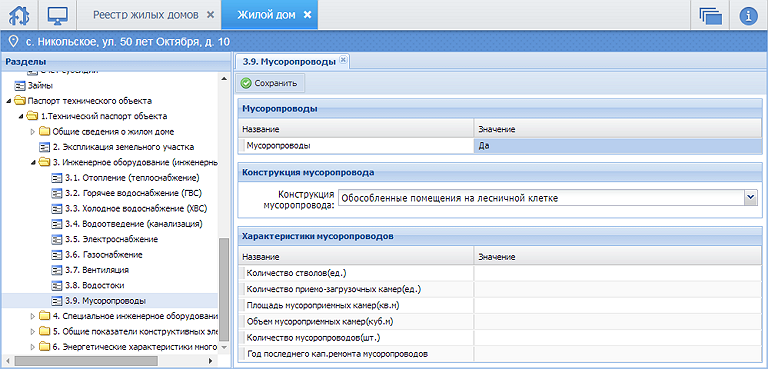 Реестр жилых домов
Жилой дом
с. Никольское, ул. 50 лет Октября, д. 10
Разделы
Займы
Паспорт технического объекта
1.Технический паспорт объекта
Общие сведения о жилом доме
2. Экспликация земельного участка
3. Инженерное оборудование (инженернь
3.1. Отопление (теплоснабжение)
3.2. Горячее водоснабжение (ГВС)
3.3. Холодное водоснабжение (ХВС)
3.4. Водоотведение (канализация)
3.5. Электроснабжение
3.6. Газоснабжение
3.7. Вентиляция
3.8. Водостоки
3.9. Мусоропроводы
4. Специальное инженерное оборудовани
5. Общие показатели конструктивных эле
6. Энергетические характеристики много
3.9. Мусоропроводы
Сохранить
Мусоропроводы
Название Значение
Мусоропроводы Да
Конструкция мусоропровода
Конструкция
мусоропровода: Обособленные помещения на лесничной клетке
Характеристики мусоропроводов
Название Значение
Количество стволов(ед.)
Количество приемо-загрузочных камер(ед.)
Площадь мусороприемных камер(кв.м)
Объем мусороприемных камер(куб.м)
Количество мусоропроводов(шт.)
Год последнего кап.ремонта мусоропроводов